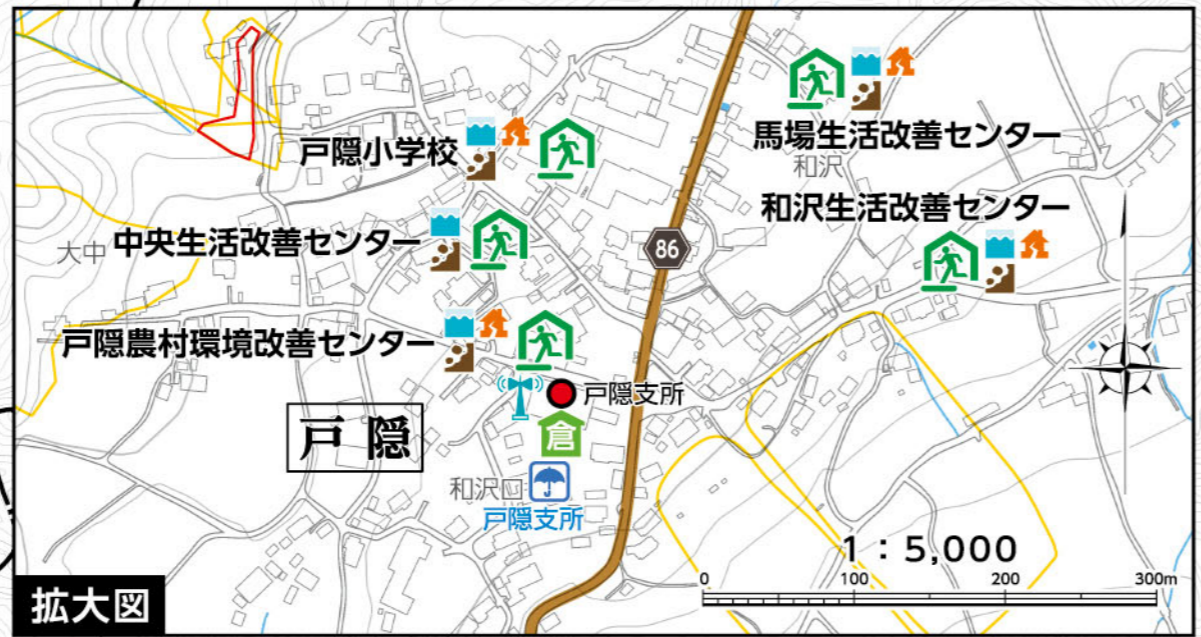 戸隠小学校
馬場生活改善センター
和沢
和沢生活改善センター
大中
中央生活改善センター
86
戸隠農村環境改善センター
戸隠支所
戸隠
倉
和沢口
戸隠支所
1：5,000
0 100 200 300m
拡大図